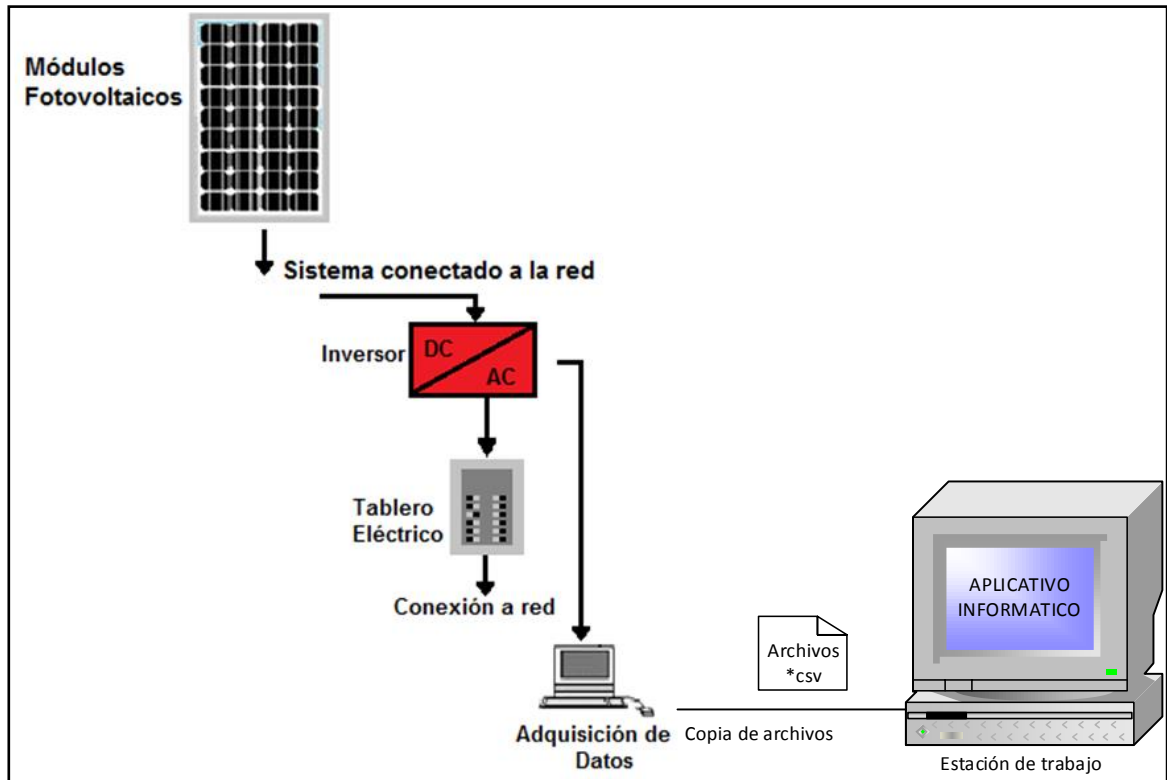 Módulos
Fotovoltaicos
Sistema conectado a la red
Inversor
DC
AC
Tablero
Eléctrico
Conexión a red
Adquisición de
Datos
Archivos
*csv
Copia de archivos
APLICATIVO
INFORMATICO
Estación de trabajo